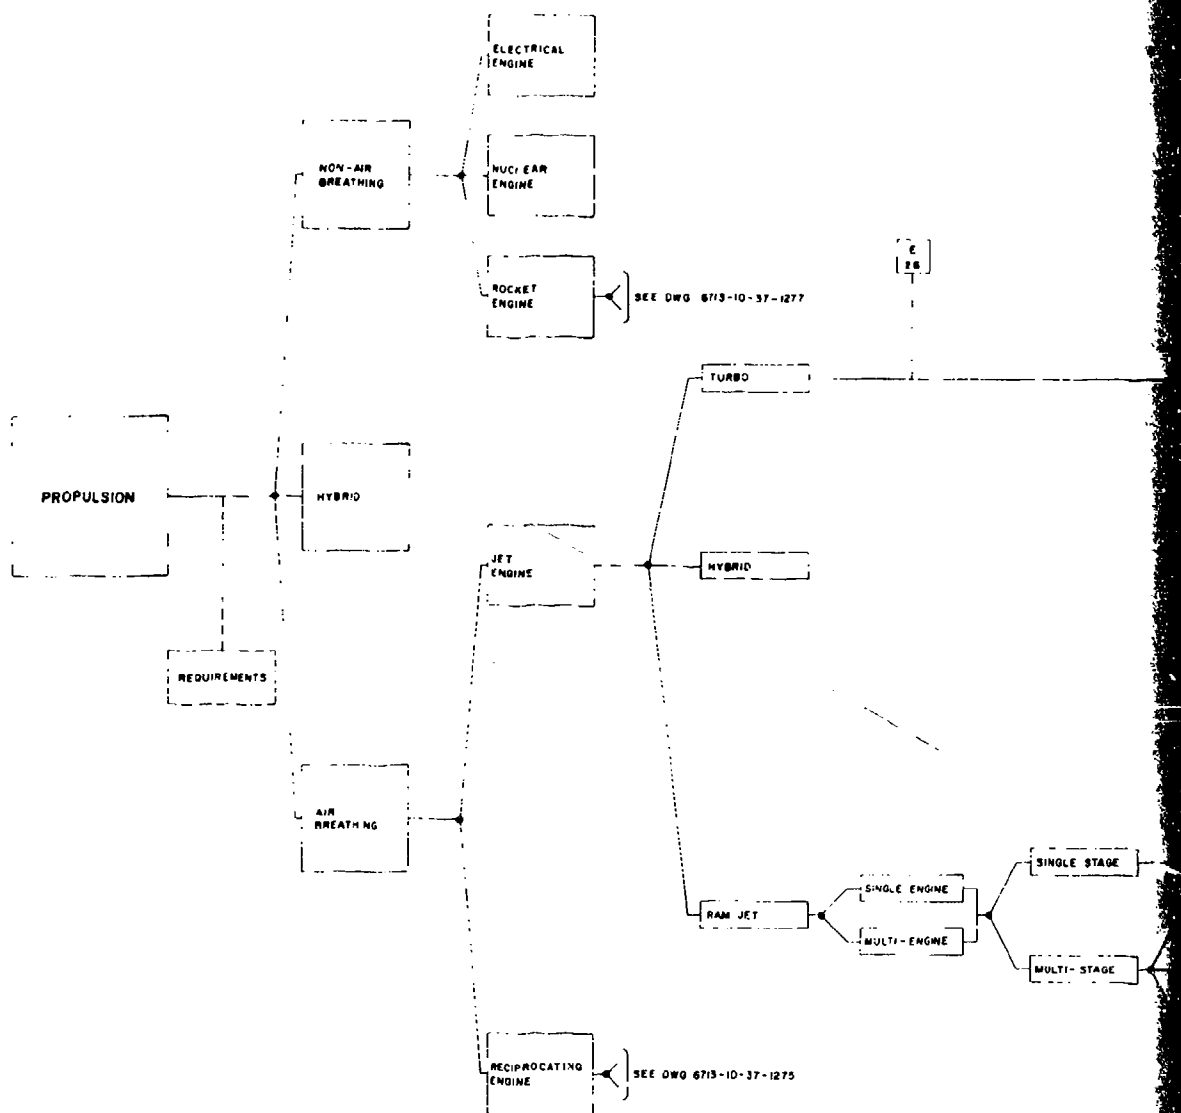 ELECTRICAL
ENGINE
NON-AIR
BREATHING
NUCLEAR
ENGINE
E
26
ROCKET
ENGINE
SEE DWG 6713-10-37-1277
TURBO
PROPULSION
HYBRID
JET
ENGINE
HYBRID
REQUIREMENTS
AIR
BREATHING
SINGLE STAGE
SINGLE ENGINE
RAM JET
MULTI-ENGINE
MULTI-STAGE
RECIPROCATING
ENGINE
SEE DWG 6713-10-37-1275